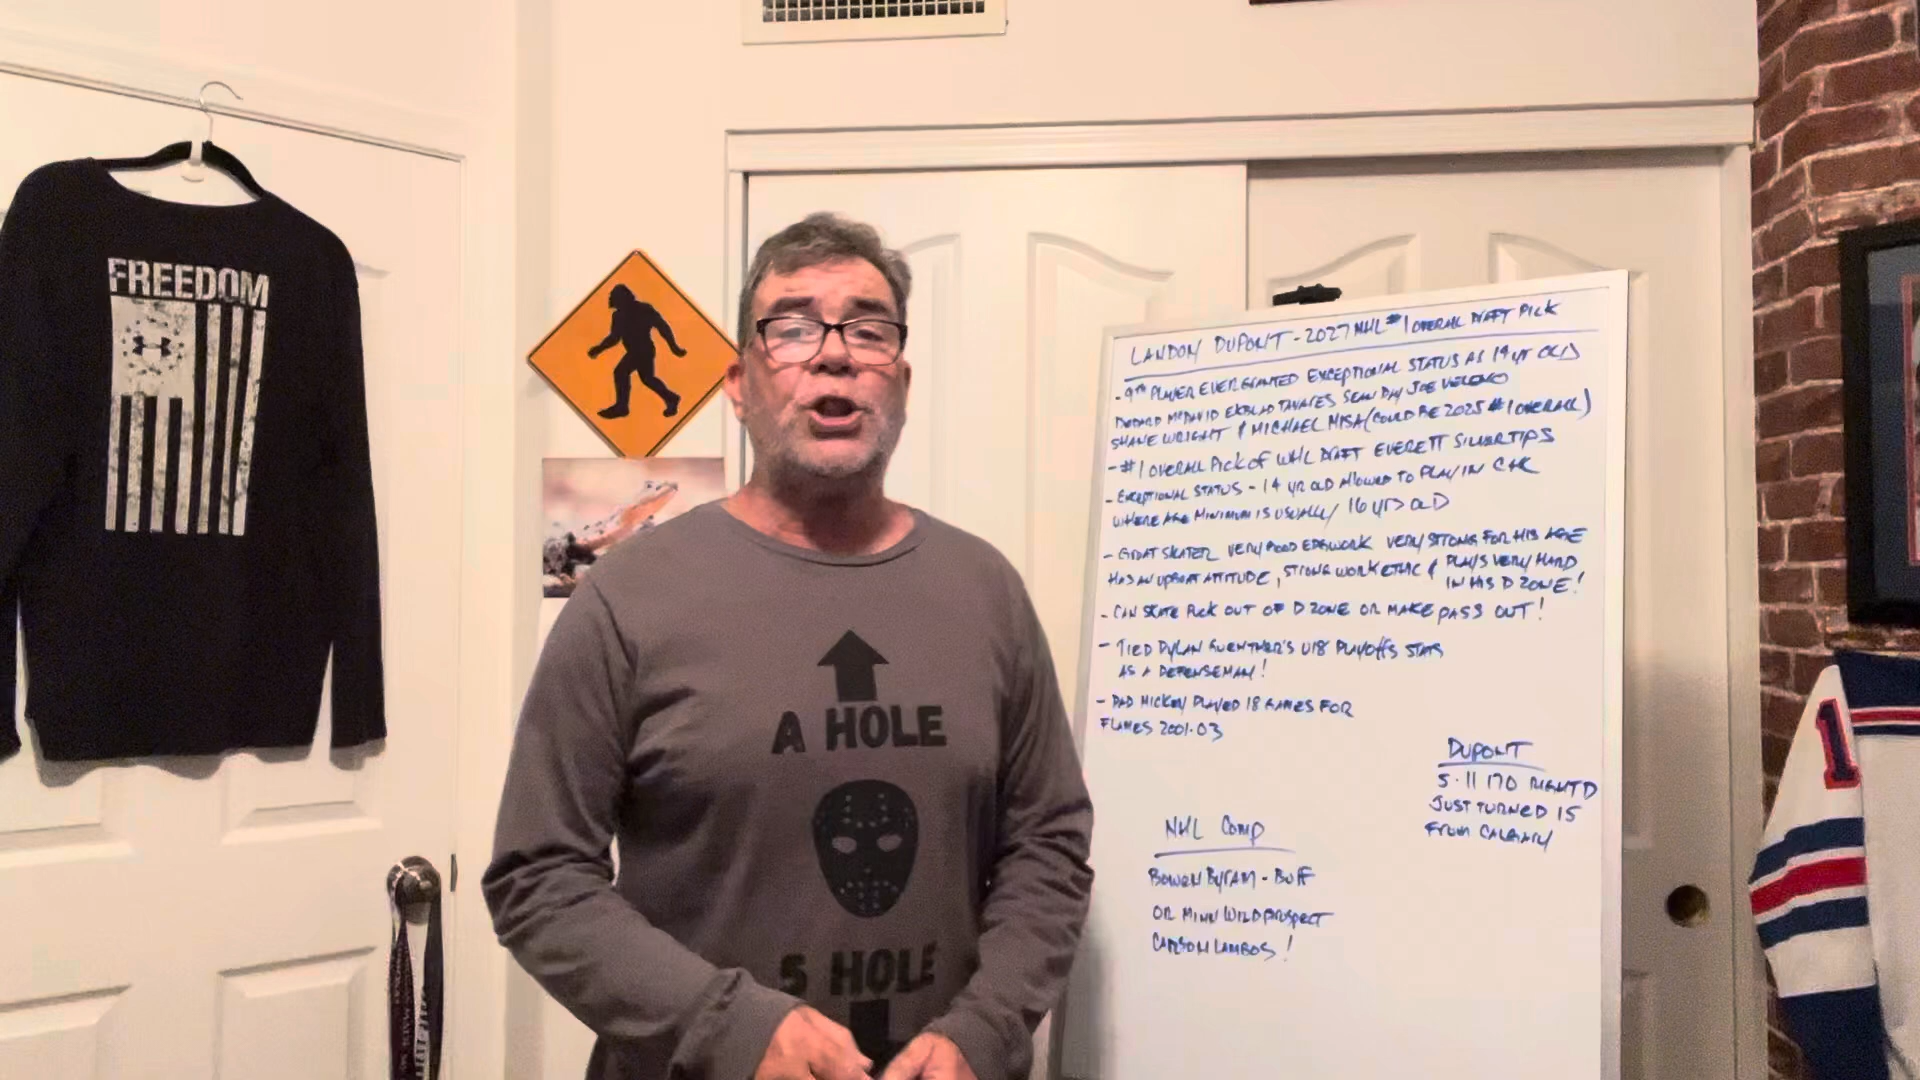 FREEDOM
A HOLE
5 HOLE
LANDON DUPONT - 2027 NHL #1 OVERALL DRAFT PICK
- 9TH PLAYER EVER GRANTED EXCEPTIONAL STATUS AS 14 YR OLD
MCDAVID EKBLAD TAVARES SEAN DAY JOE VELENO
SHANE WRIGHT & MICHAEL MISA (COULD BE 2025 #1 OVERALL)
- #1 OVERALL PICK OF WHL DRAFT EVERETT SILVERTIPS
- EXCEPTIONAL STATUS - 14 YR OLD ALLOWED TO PLAY IN CHL
WHERE AGE MINIMUM IS USUALLY 16 YRS OLD
- GREAT SKATER VERY GOOD EDGEWORK VERY STRONG FOR HIS AGE
HAS AN UPBEAT ATTITUDE, STRONG WORK ETHIC & PLAYS VERY HARD
IN HIS D ZONE!
- CAN SKATE PUCK OUT OF D ZONE OR MAKE PASS OUT!
- TIED DYLAN GUENTHER'S U18 PLAYOFFS STATS
AS A DEFENSEMAN!
- DAD MICKEY PLAYED 18 GAMES FOR
FLAMES 2001-03
DUPONT
5-11 170 RIGHT D
JUST TURNED 15
FROM CALGARY
NHL COMP
BOWEN BYRAM - BUFF
OR MINN WILD PROSPECT
CARSON LAMBOS!
1